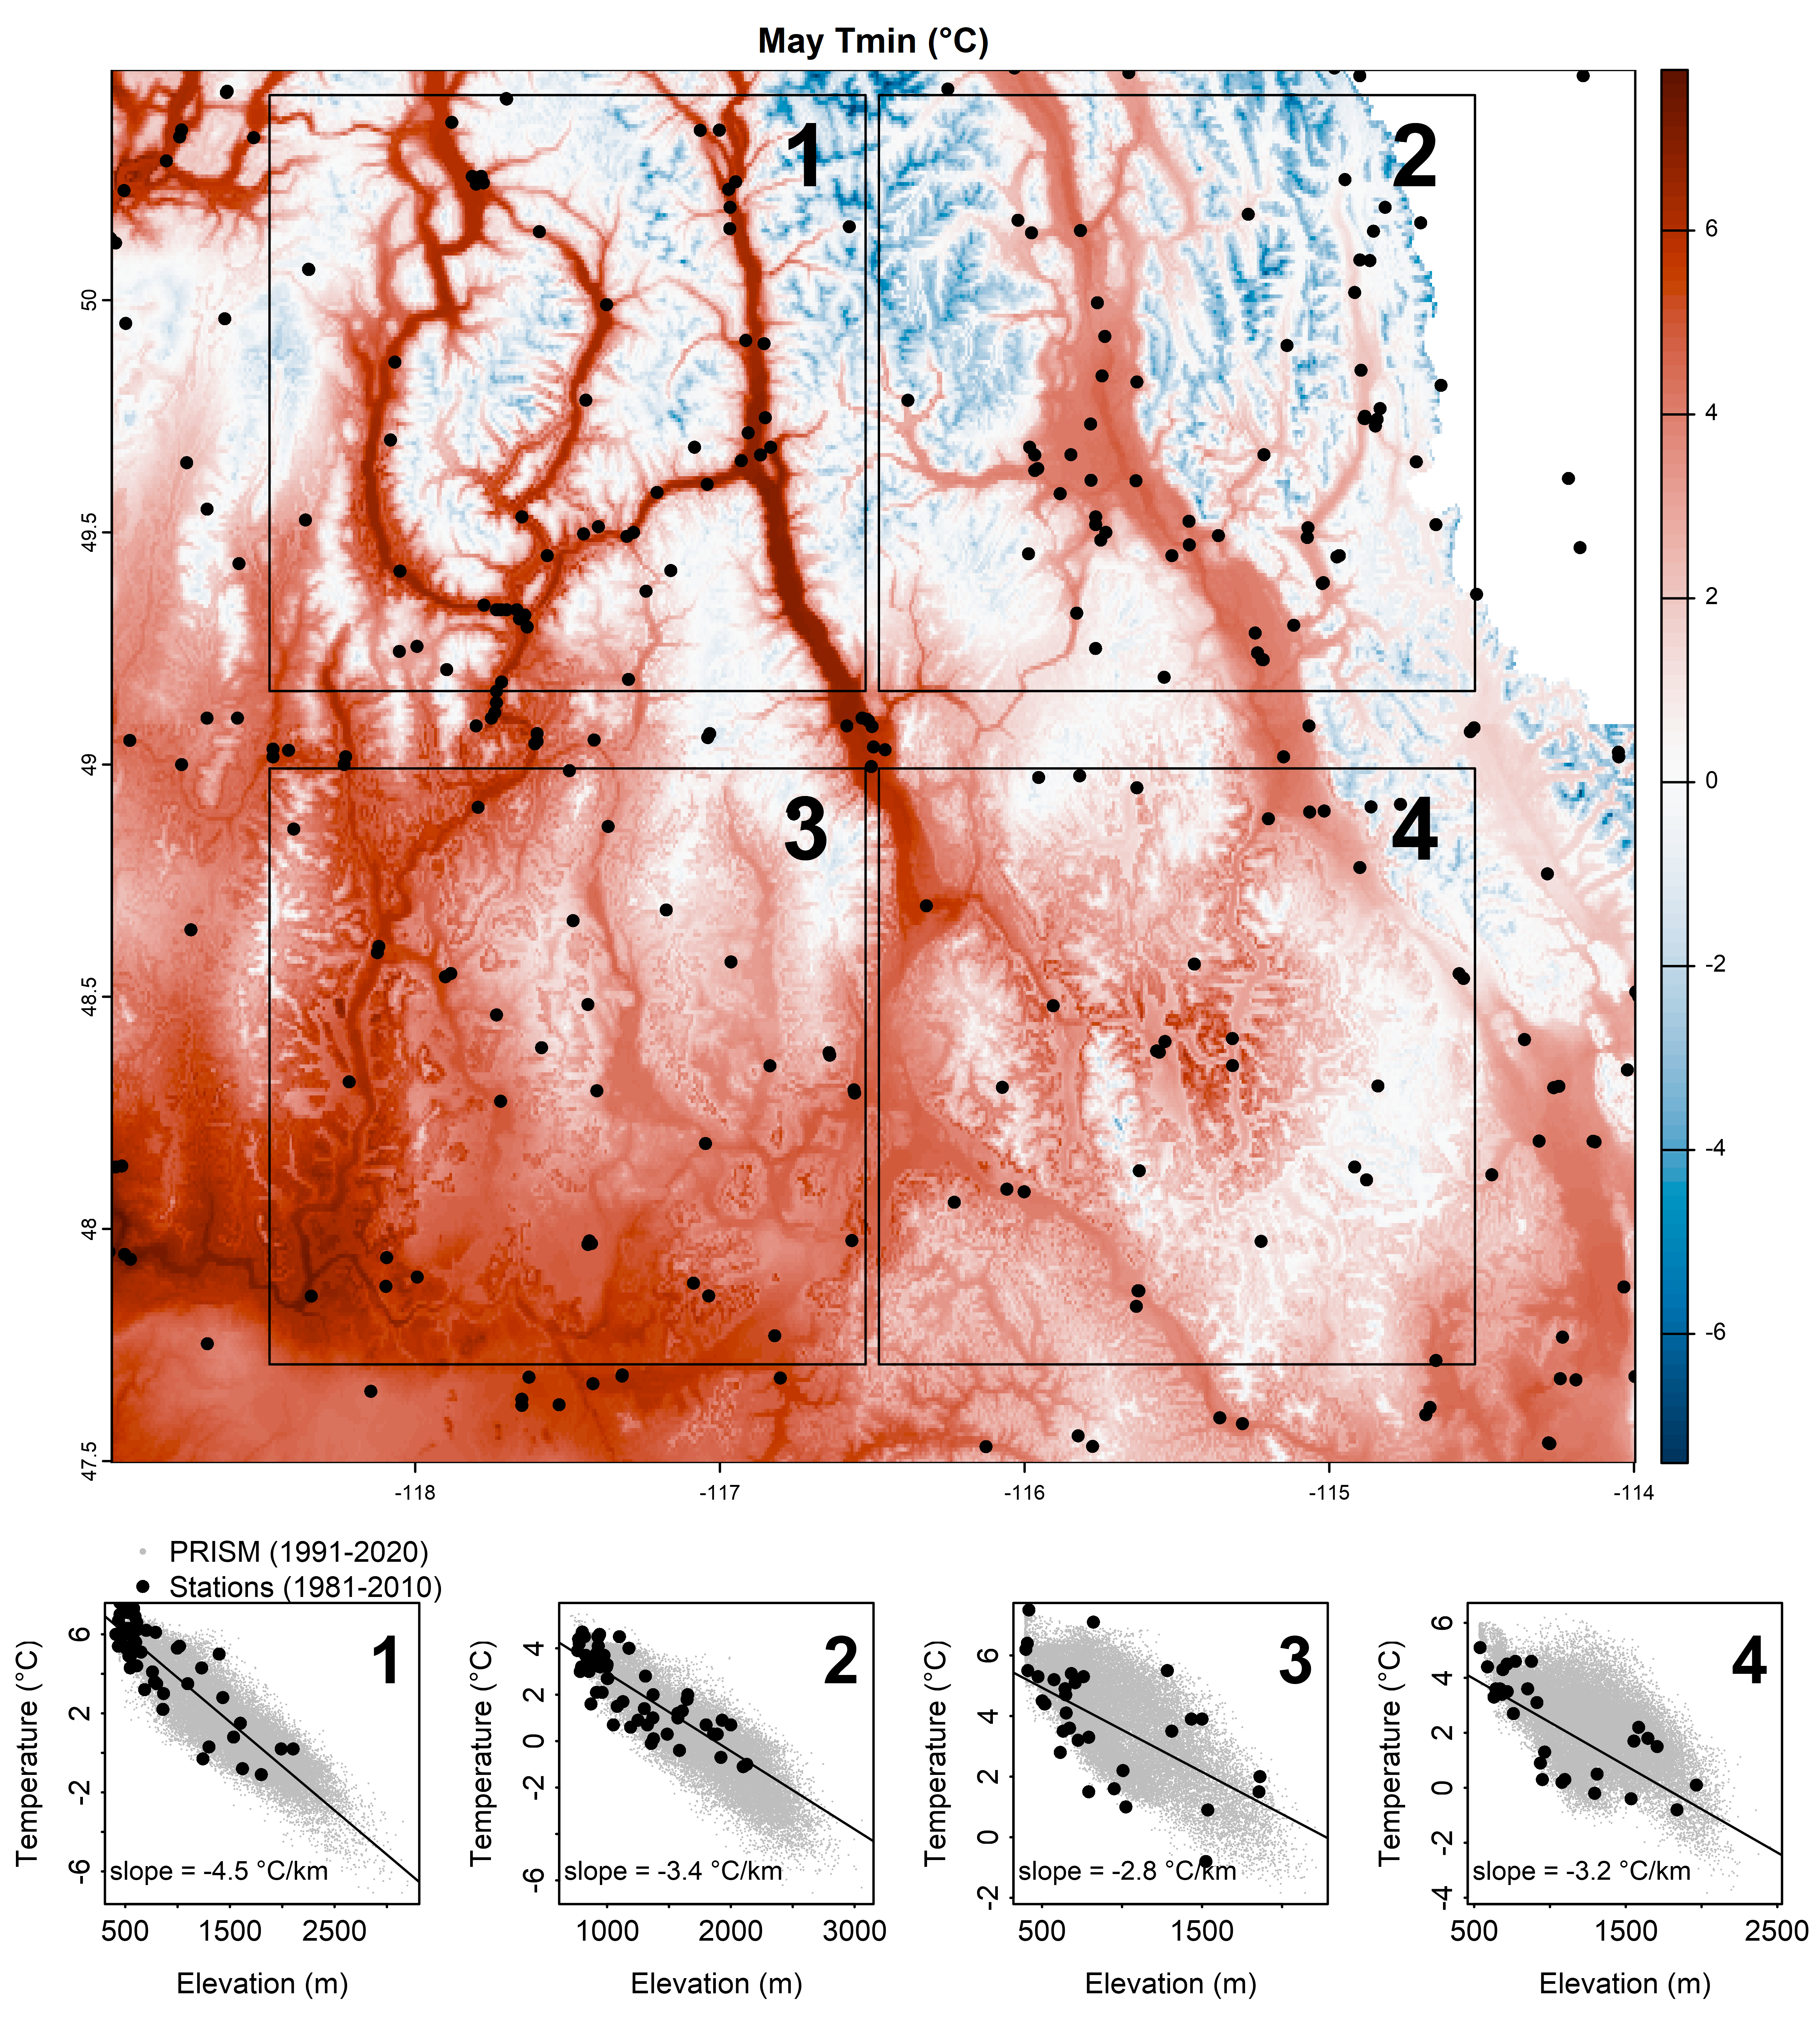 May Tmin (°C)
1
2
3
4
50
49.5
49
48.5
48
47.5
-118
-117
-116
-115
-114
6
4
2
0
-2
-4
-6
PRISM (1991-2020)
Stations (1981-2010)
Temperature (°C)
6
2
-2
-6
1
slope = -4.5 °C/km
500 1500 2500
Elevation (m)
Temperature (°C)
4
2
0
-2
-6
2
slope = -3.4 °C/km
1000 2000 3000
Elevation (m)
Temperature (°C)
6
4
2
0
-2
3
slope = -2.8 °C/km
500 1500
Elevation (m)
Temperature (°C)
6
4
2
0
-2
-4
4
slope = -3.2 °C/km
500 1500 2500
Elevation (m)